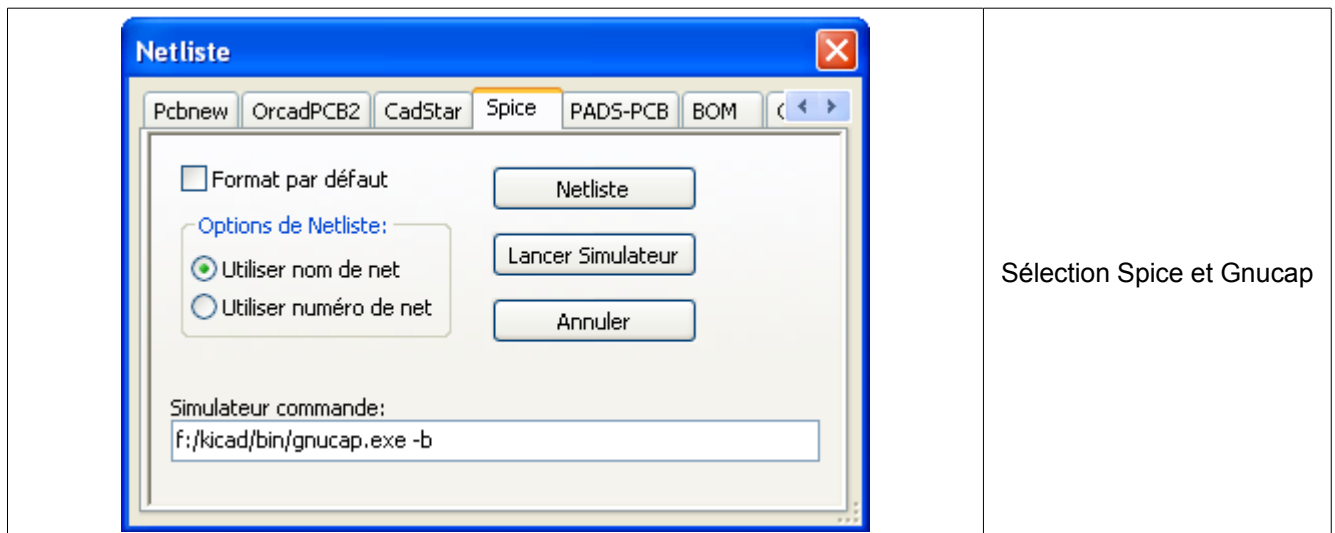 Netliste
Pcbnew OrcadPCB2 CadStar Spice PADS-PCB BOM
Format par défaut
Netliste
Options de Netliste:
Utiliser nom de net
Lancer Simulateur
Utiliser numéro de net
Annuler
Simulateur commande:
f:/kicad/bin/gnucap.exe -b
Sélection Spice et Gnucap